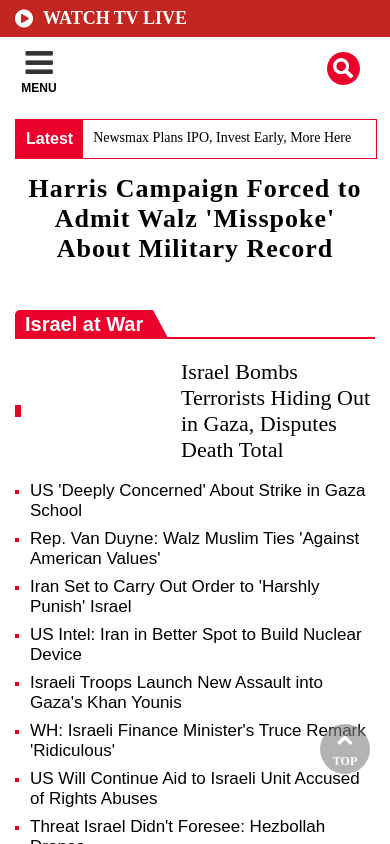 WATCH TV LIVE
MENU
Latest
Newsmax Plans IPO, Invest Early, More Here
Harris Campaign Forced to
Admit Walz 'Misspoke'
About Military Record
Israel at War
Israel Bombs
Terrorists Hiding Out
in Gaza, Disputes
Death Total
US 'Deeply Concerned' About Strike in Gaza
School
Rep. Van Duyne: Walz Muslim Ties 'Against
American Values'
Iran Set to Carry Out Order to 'Harshly
Punish' Israel
US Intel: Iran in Better Spot to Build Nuclear
Device
Israeli Troops Launch New Assault into
Gaza's Khan Younis
WH: Israeli Finance Minister's Truce Remark
'Ridiculous'
TOP
US Will Continue Aid to Israeli Unit Accused
of Rights Abuses
Threat Israel Didn't Foresee: Hezbollah